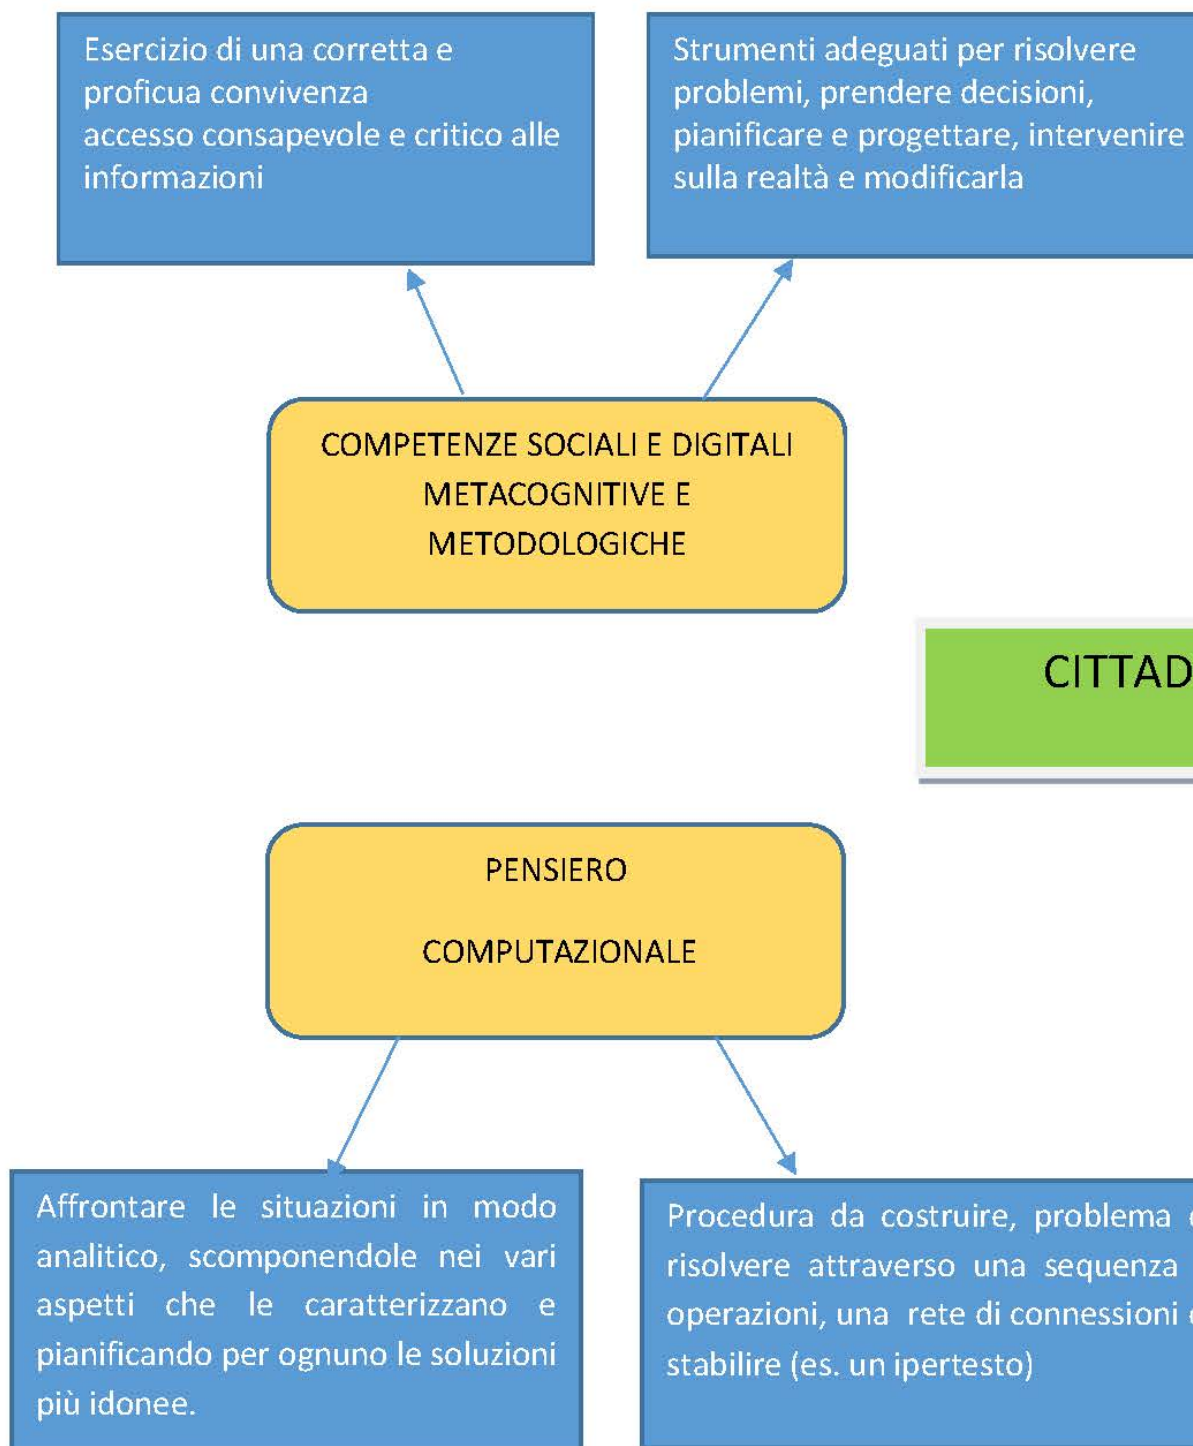 Esercizio di una corretta e
proficua convivenza
accesso consapevole e critico alle
informazioni
Strumenti adeguati per risolvere
problemi, prendere decisioni,
pianificare e progettare, intervenire
sulla realtà e modificarla
COMPETENZE SOCIALI E DIGITALI
METACOGNITIVE E
METODOLOGICHE
CITTAD
PENSIERO
COMPUTAZIONALE
Affrontare le situazioni in modo
analitico, scomponendole nei vari
aspetti che le caratterizzano e
pianificando per ognuno le soluzioni
più idonee.
Procedura da costruire, problema
risolvere attraverso una sequenza
operazioni, una rete di connessioni
stabilire (es. un ipertesto)